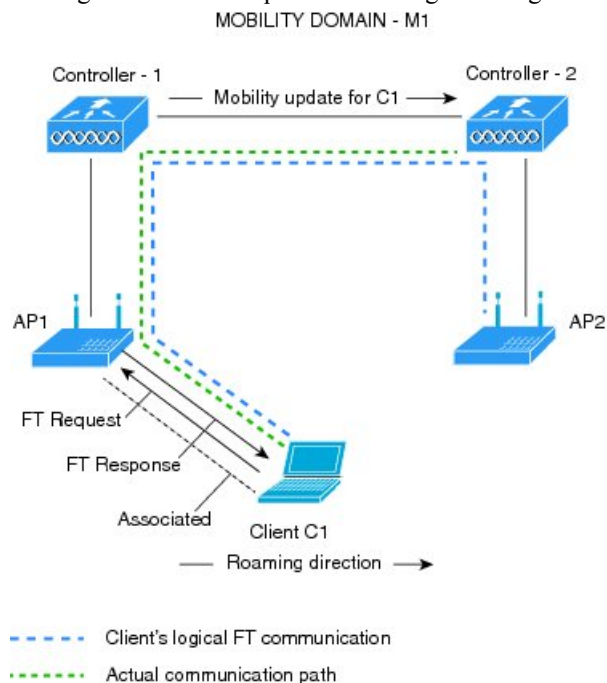 MOBILITY DOMAIN - M1
Controller - 1
Controller - 2
Mobility update for C1
AP1
AP2
FT Request
FT Response
Associated
Client C1
Roaming direction
Client's logical FT communication
Actual communication path